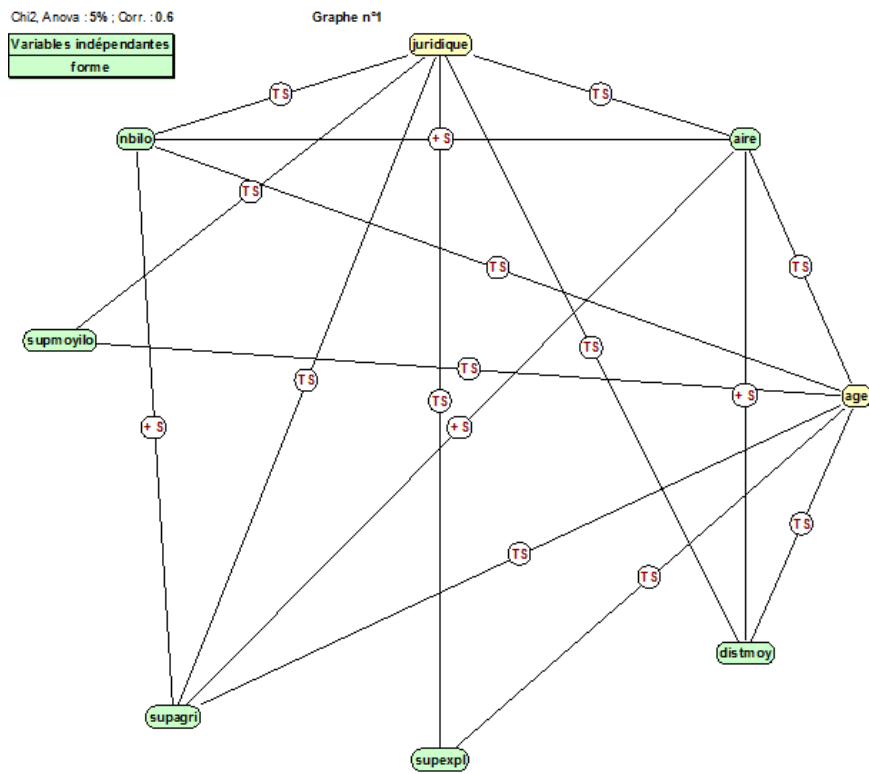 Chi2, Anova : 5% ; Corr. : 0.6 Graphe n°1
Variables indépendantes
forme
juridique
TS TS
nbilo + S aire
TS
TS TS
supmoyilo TS
TS
TS
TS + S age
+ S + S
TS
TS
TS
distmoy
supagri
supexpl